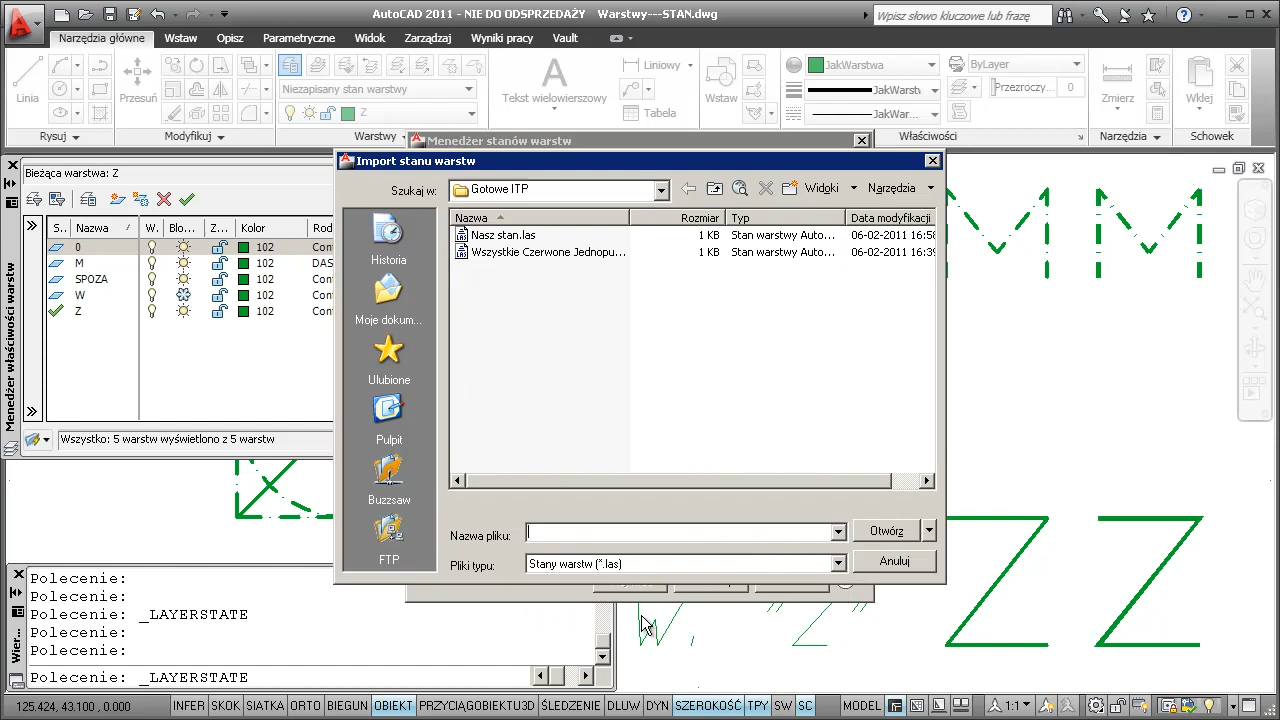 AutoCAD 2011 - NIE DO ODSPRZEDAŻY Warstwy---STAN.dwg
Wpisz słowo kluczowe lub frazę
Narzędzia główne Wstaw Opisz Parametryczne Widok Zarządzaj Wyniki pracy Vault
Linia Przesuń
Niezapisany stan warstw
Z
Tekst wielowierszowy
Liniowy
Tabela
Wstaw
JakWarstwa
JakWarstw
JakWar...
ByLayer
Przezroczy... 0
Zmierz
Wklej
Rysuj Modyfikuj Warstwy Właściwości Narzędzia Schowek
Menedżer stanów warstw
Bieżąca warstwa: Z
S.. Nazwa W. Blo... Z... Kolor Rod
0 102 Con
M 102 DAS
SPOZA 102 Con
W 102 Con
Z 102 Con
Wszystko: 5 warstw wyświetlono z 5 warstw
Menedżer właściwości warstw
Import stanu warstw
Szukaj w: Gotowe ITP Widoki Narzędzia
Nazwa Rozmiar Typ Data modyfikacji
Nasz stan.las 1 KB Stan warstwy Auto... 06-02-2011
Wszystkie Czerwone Jednopu... 1 KB Stan warstwy Auto... 06-02-2011
Historia
Moje dokum...
Ulubione
Pulpit
Buzzsaw
FTP
Nazwa pliku: Otwórz
Pliki typu: Stany warstw (*.las) Anuluj
M M
Z Z
W Z
Polecenie:
Polecenie:
Polecenie: _LAYERSTATE
Polecenie:
Polecenie:
Polecenie: _LAYERSTATE
Wier...
125.424, 43.100, 0.000 INFER SKOK SIATKA ORTO BIEGUN OBIEKT PRZYCIĄGOBIEKTU3D ŚLEDZENIE DLUW DYN SZEROKOŚĆ TPY SW SC MODEL 1:1